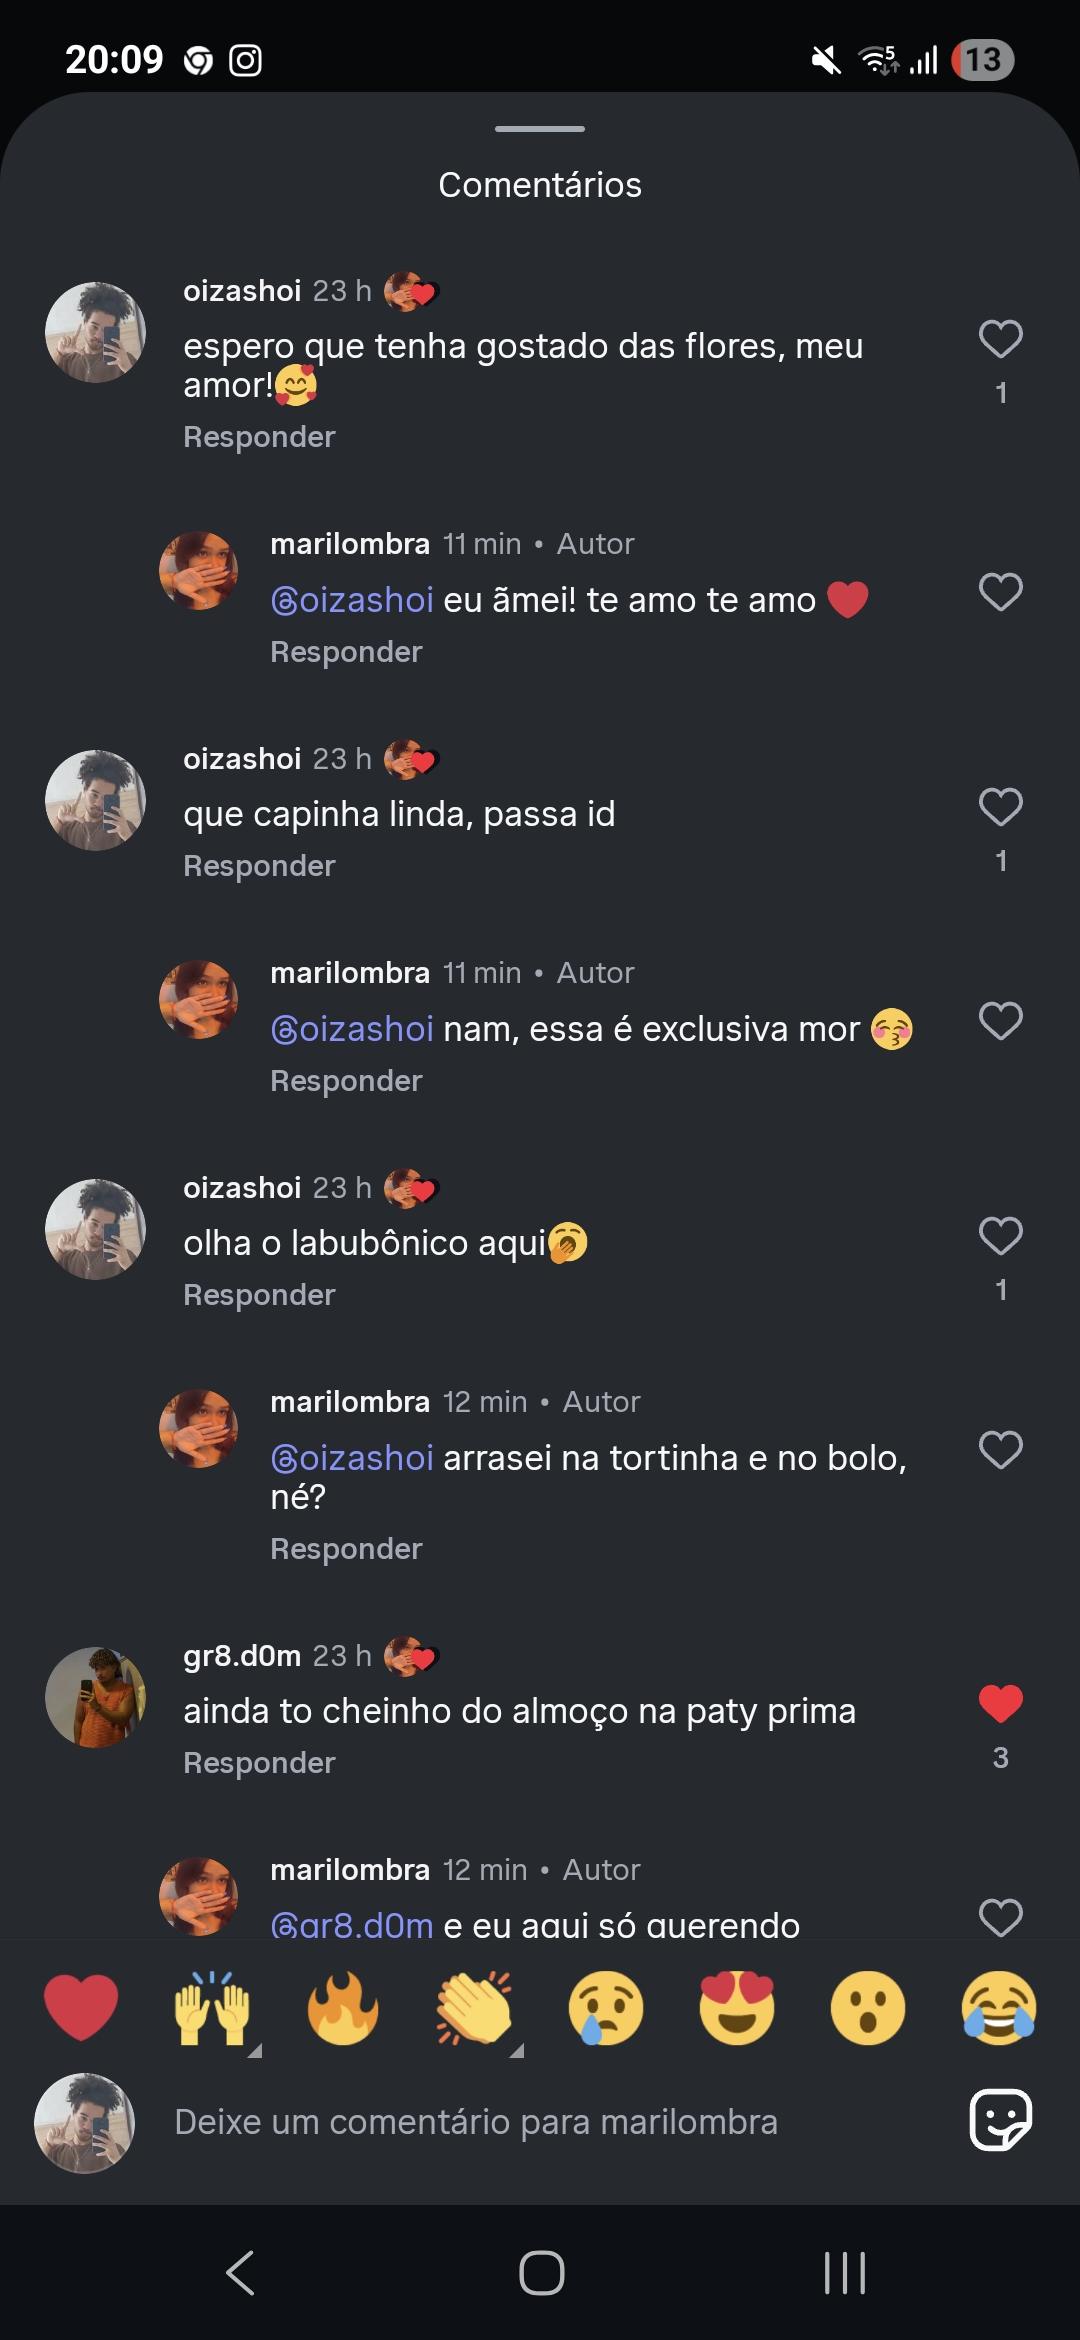 20:09
5
13
Comentários
oizashoi 23 h
espero que tenha gostado das flores, meu
amor!🥰
1
Responder
marilombra 11 min • Autor
@oizashoi eu ãmei! te amo te amo ❤️
Responder
oizashoi 23 h
que capinha linda, passa id
1
Responder
marilombra 11 min • Autor
@oizashoi nam, essa é exclusiva mor 😚
Responder
oizashoi 23 h
olha o labubônico aqui🥱
1
Responder
marilombra 12 min • Autor
@oizashoi arrasei na tortinha e no bolo,
né?
Responder
gr8.d0m 23 h
ainda to cheinho do almoço na paty prima
3
Responder
marilombra 12 min • Autor
@gr8.d0m e eu aqui só querendo
❤️ 🙌 🔥 👏 😢 😍 😮 😂
Deixe um comentário para marilombra